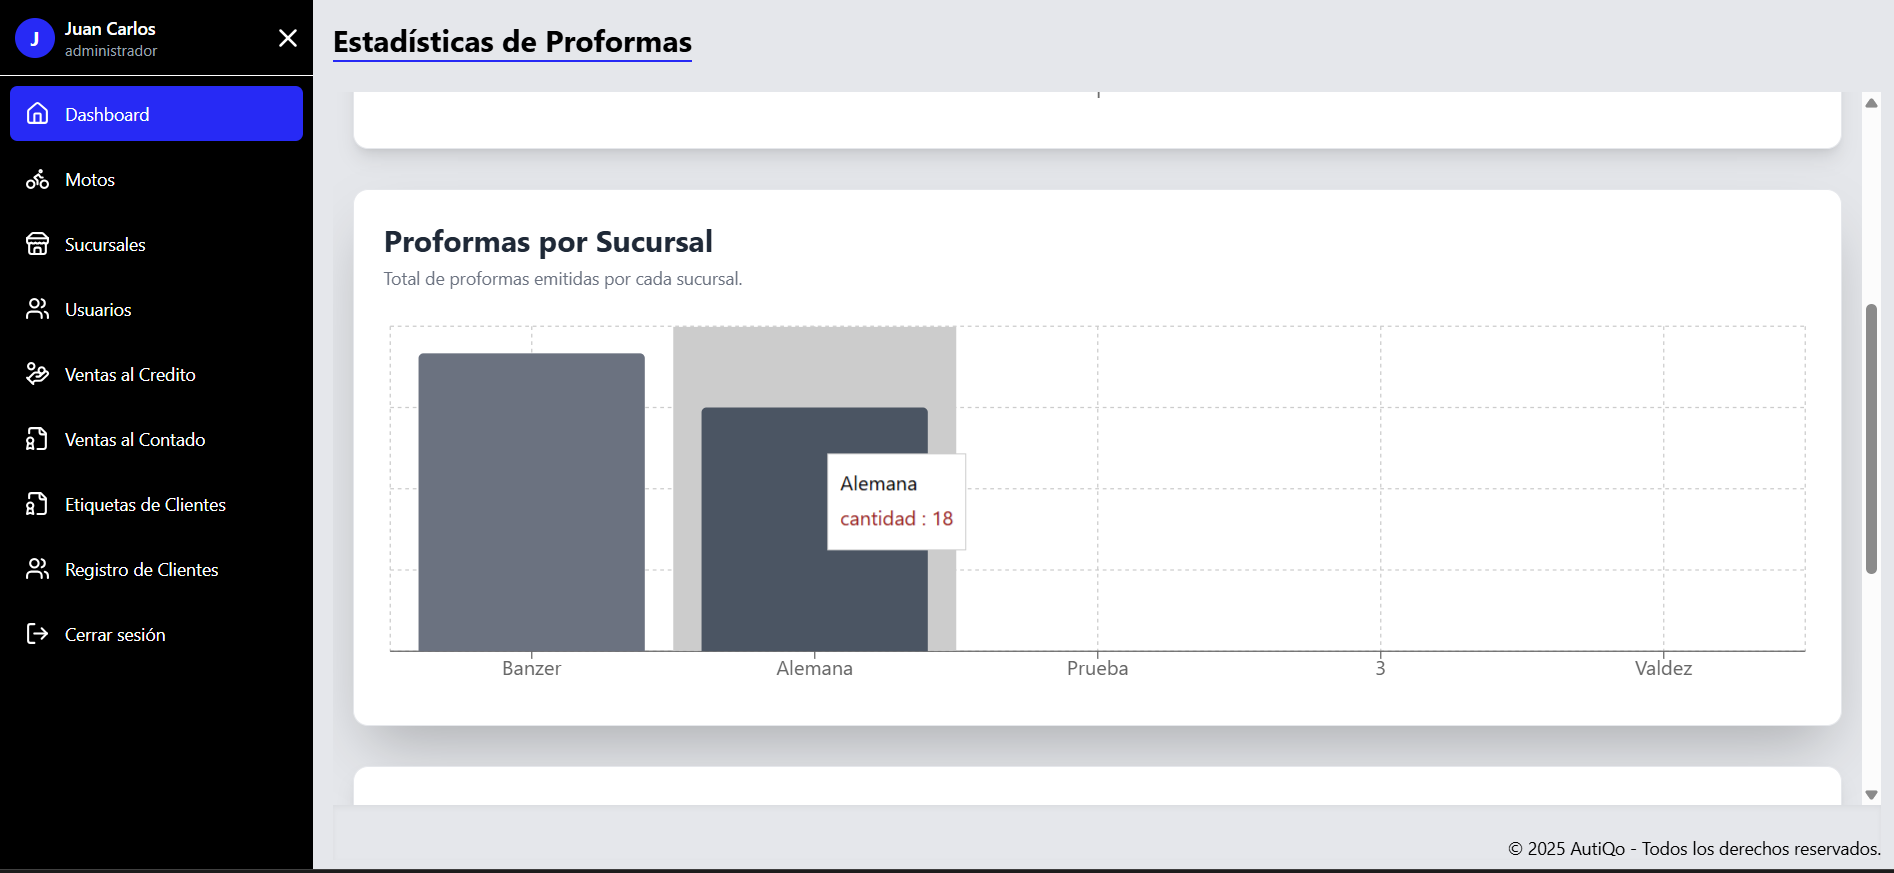 J
Juan Carlos
administrador
Dashboard
Motos
Sucursales
Usuarios
Ventas al Credito
Ventas al Contado
Etiquetas de Clientes
Registro de Clientes
Cerrar sesión
Estadísticas de Proformas
Proformas por Sucursal
Total de proformas emitidas por cada sucursal.
Alemana
cantidad : 18
Banzer
Alemana
Prueba
3
Valdez
© 2025 AutiQo - Todos los derechos reservados.